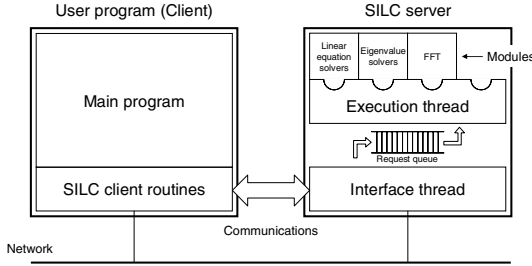 User program (Client)
SILC server
Main program
SILC client routines
Linear
equation
solvers
Eigenvalue
solvers
FFT
Modules
Execution thread
Request queue
Interface thread
Communications
Network